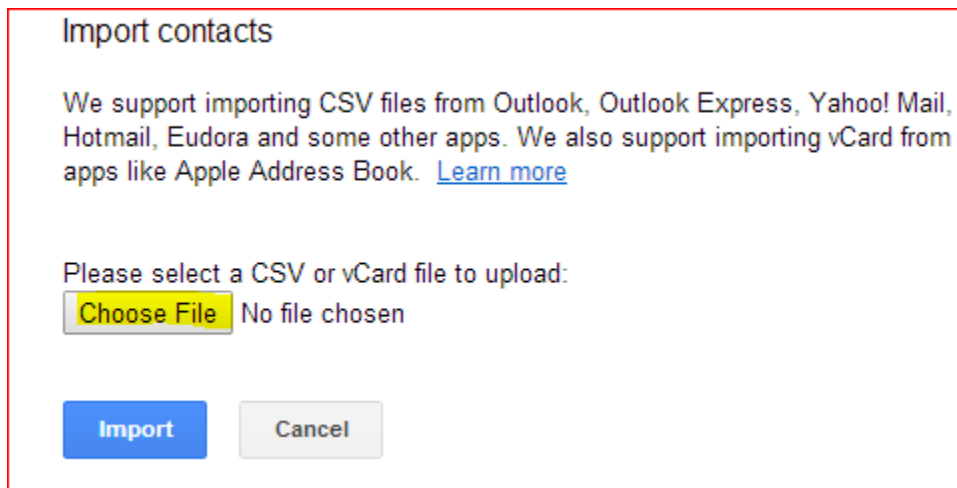 Import contacts
We support importing CSV files from Outlook, Outlook Express, Yahoo! Mail,
Hotmail, Eudora and some other apps. We also support importing vCard from
apps like Apple Address Book. Learn more
Please select a CSV or vCard file to upload:
Choose File No file chosen
Import Cancel